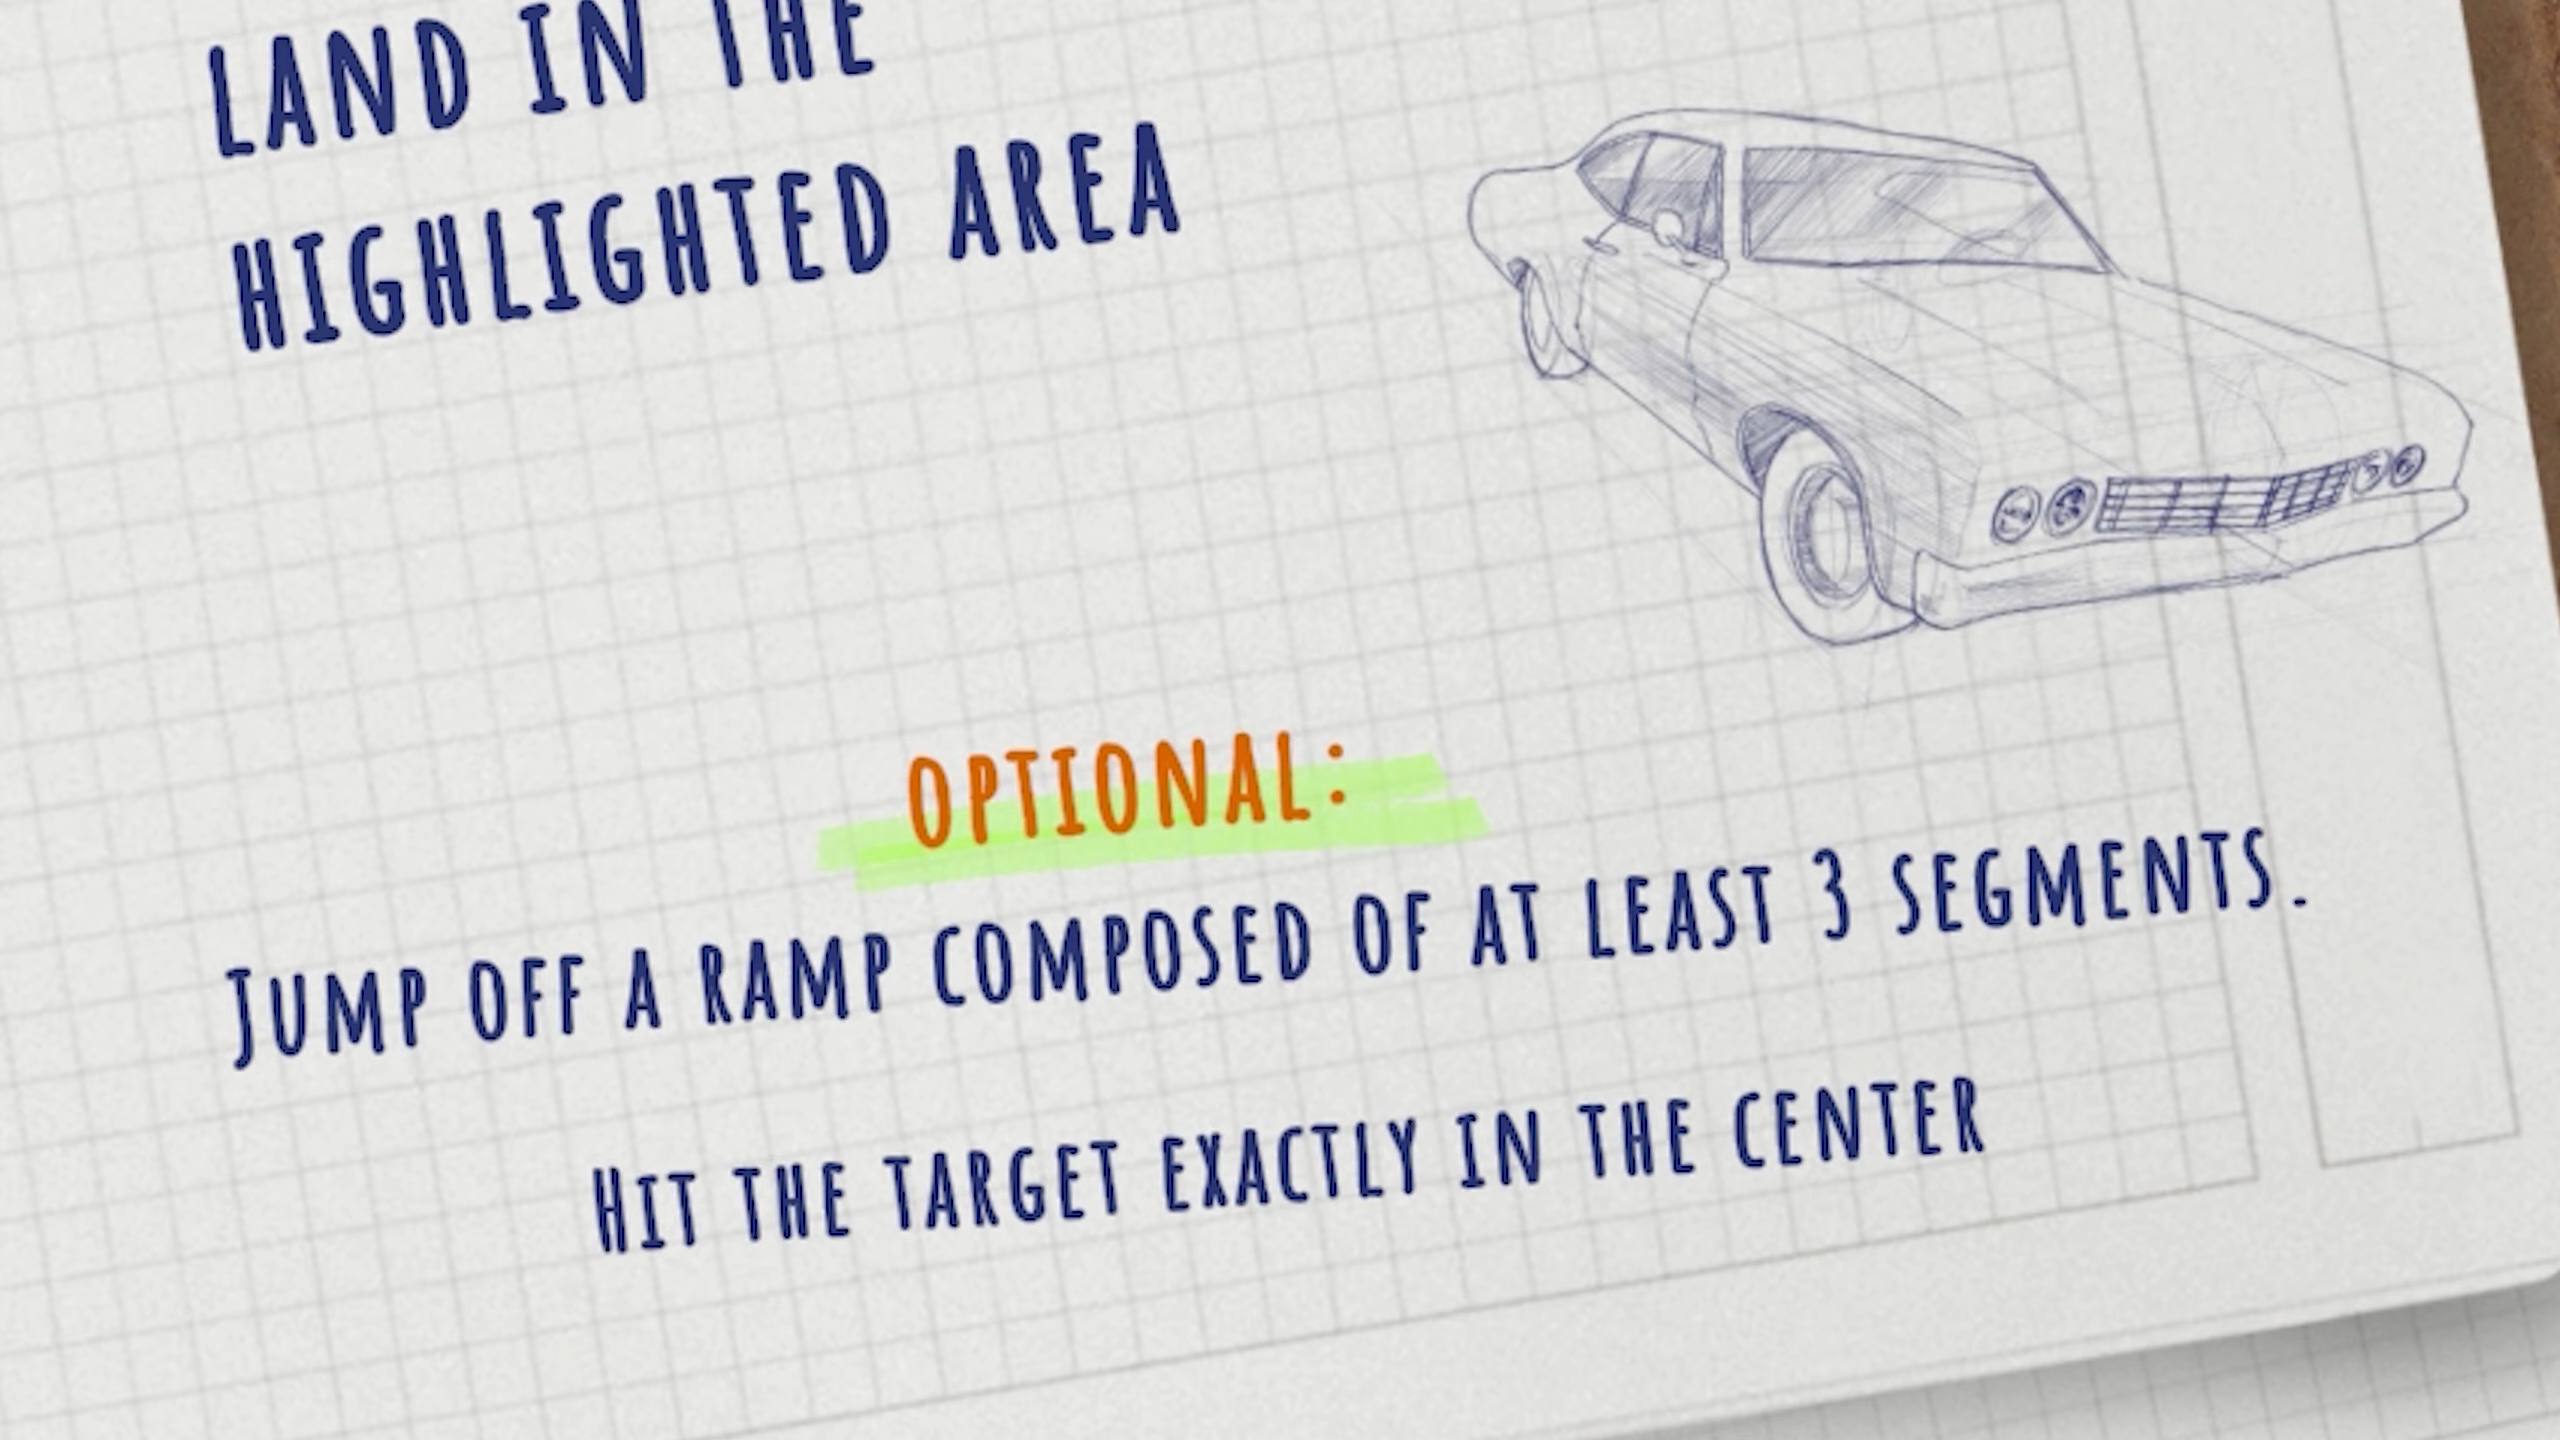 LAND IN THE
HIGHLIGHTED AREA
OPTIONAL:
JUMP OFF A RAMP COMPOSED OF AT LEAST 3 SEGMENTS.
HIT THE TARGET EXACTLY IN THE CENTER